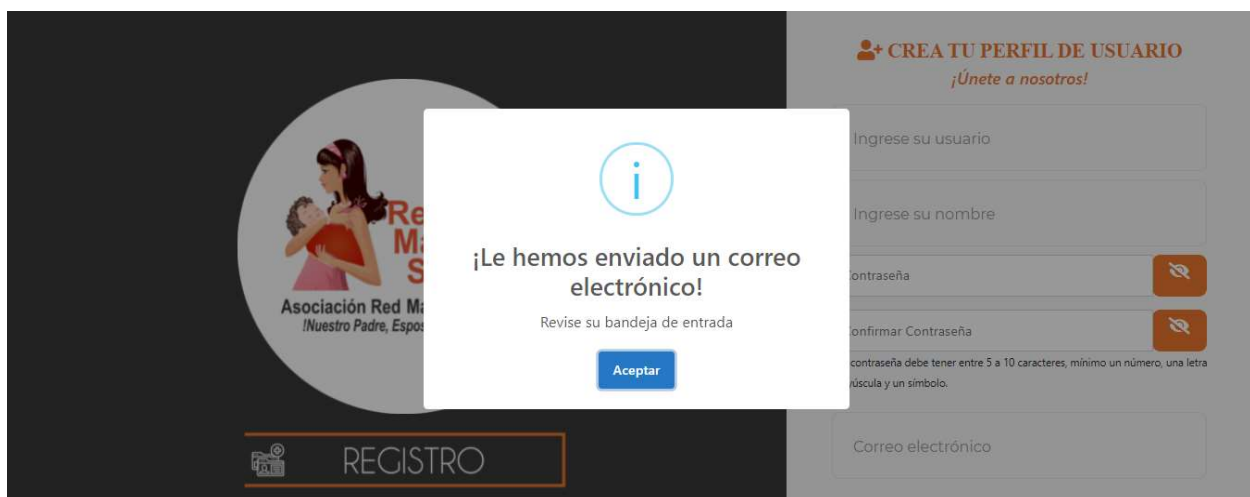 CREA TU PERFIL DE USUARIO
¡Únete a nosotros!
Ingrese su usuario
Ingrese su nombre
ontraseña
onfirmar Contraseña
contraseña debe tener entre 5 a 10 caracteres, mínimo un número, una letra
úscula y un símbolo.
Correo electrónico
¡Le hemos enviado un correo
electrónico!
Revise su bandeja de entrada
Aceptar
Re
Ma
S
Asociación Red Ma
!Nuestro Padre, Espos
REGISTRO